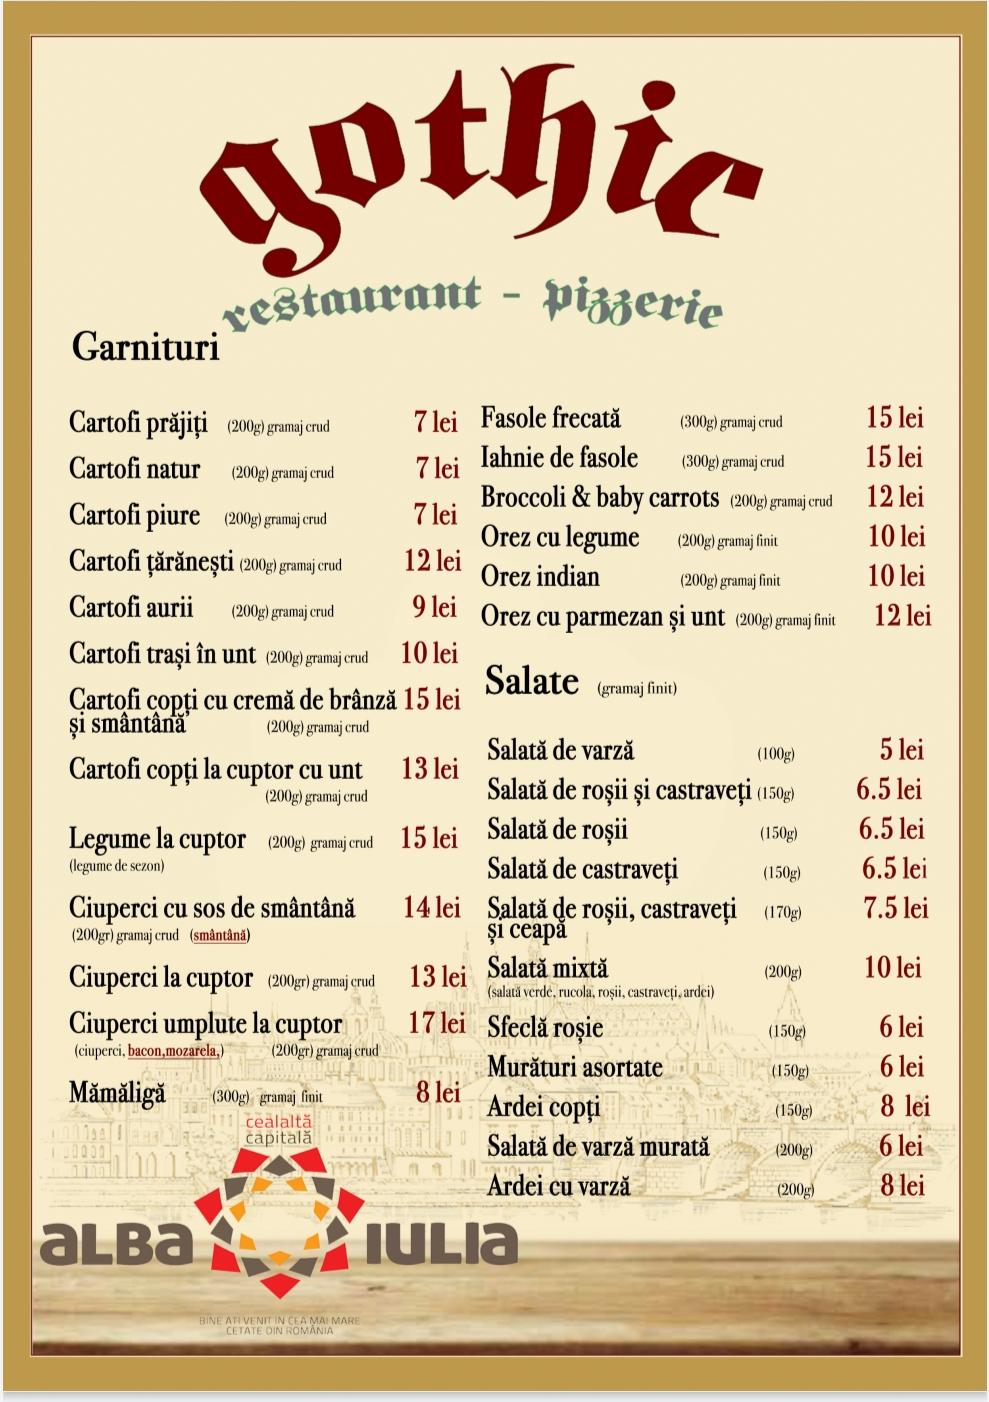 gothic
restaurant - pizzerie
Garnituri
Cartofi prăjiți (200g) gramaj crud 7 lei
Cartofi natur (200g) gramaj crud 7 lei
Cartofi piure (200g) gramaj crud 7 lei
Cartofi țărănești (200g) gramaj crud 12 lei
Cartofi aurii (200g) gramaj crud 9 lei
Cartofi trași în unt (200g) gramaj crud 10 lei
Cartofi copți cu cremă de brânză 15 lei
și smântână (200g) gramaj crud
Cartofi copți la cuptor cu unt 13 lei
(200g) gramaj crud
Legume la cuptor (200g) gramaj crud 15 lei
(legume de sezon)
Ciuperci cu sos de smântână 14 lei
(200gr) gramaj crud (smântână)
Ciuperci la cuptor (200gr) gramaj crud 13 lei
Ciuperci umplute la cuptor 17 lei
(ciuperci, bacon,mozarela,) (200gr) gramaj crud
Mămăligă (300g) gramaj finit 8 lei
Fasole frecată (300g) gramaj crud 15 lei
Iahnie de fasole (300g) gramaj crud 15 lei
Broccoli & baby carrots (200g) gramaj crud 12 lei
Orez cu legume (200g) gramaj finit 10 lei
Orez indian (200g) gramaj finit 10 lei
Orez cu parmezan și unt (200g) gramaj finit 12 lei
Salate (gramaj finit)
Salată de varză (100g) 5 lei
Salată de roșii și castraveți (150g) 6.5 lei
Salată de roșii (150g) 6.5 lei
Salată de castraveți (150g) 6.5 lei
Salată de roșii, castraveți (170g) 7.5 lei
și ceapă
Salată mixtă (200g) 10 lei
(salată verde, rucola, roșii, castraveți, ardei)
Sfeclă roșie (150g) 6 lei
Murături asortate (150g) 6 lei
Ardei copți (150g) 8 lei
Salată de varză murată (200g) 6 lei
Ardei cu varză (200g) 8 lei
cealaltă
capitală
ALBA IULIA
BINE ATI VENIT IN CEA MAI MARE
CETATE DIN ROMÂNIA